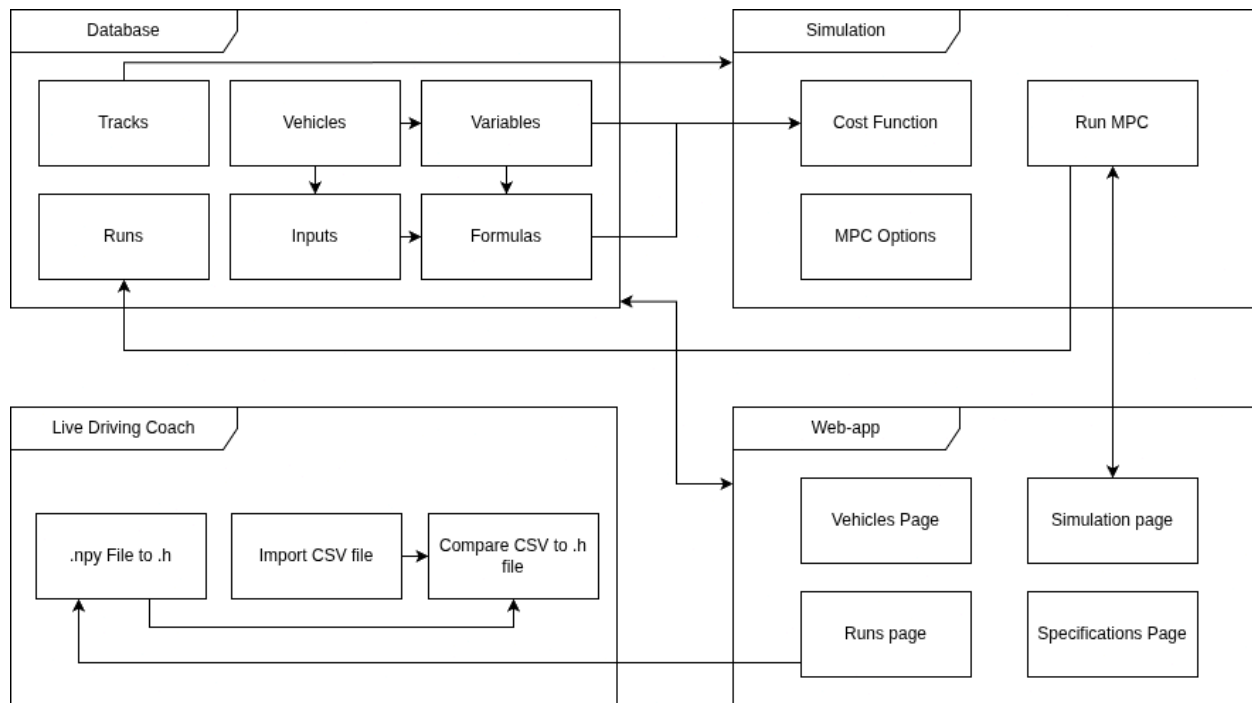 Database
Simulation
Tracks
Vehicles
Variables
Cost Function
Run MPC
Runs
Inputs
Formulas
MPC Options
Live Driving Coach
Web-app
Vehicles Page
Simulation page
.npy File to .h
Import CSV file
Compare CSV to .h
file
Runs page
Specifications Page